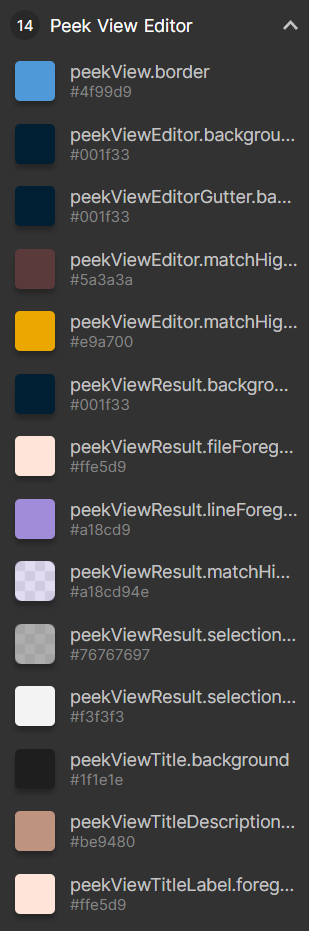 14 Peek View Editor
peekView.border
#4f99d9
peekViewEditor.backgrou...
#001f33
peekViewEditorGutter.ba...
#001f33
peekViewEditor.matchHig...
#5a3a3a
peekViewEditor.matchHig...
#e9a700
peekViewResult.backgro...
#001f33
peekViewResult.fileForeg...
#ffe5d9
peekViewResult.lineForeg...
#a18cd9
peekViewResult.matchHi...
#a18cd94e
peekViewResult.selection...
#76767697
peekViewResult.selection...
#f3f3f3
peekViewTitle.background
#1f1e1e
peekViewTitleDescription...
#be9480
peekViewTitleLabel.foreg...
#ffe5d9